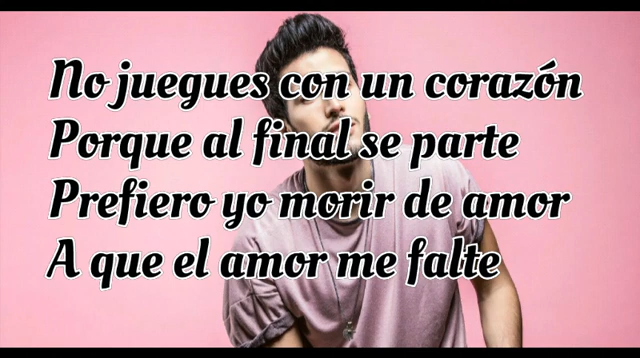 No juegues con un corazón
Porque al final se parte
Prefiero yo morir de amor
A que el amor me falte